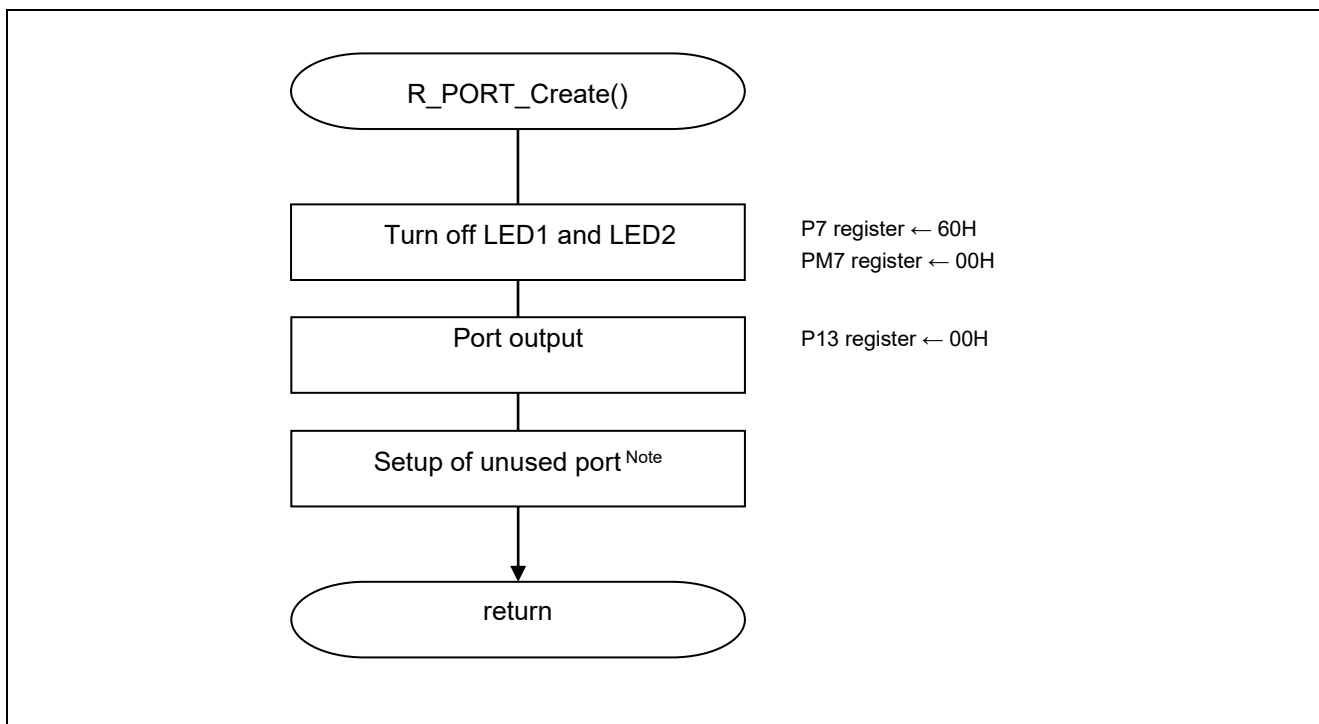 R_PORT_Create()
Turn off LED1 and LED2
P7 register ← 60H
PM7 register ← 00H
Port output
P13 register ← 00H
Setup of unused port Note
return